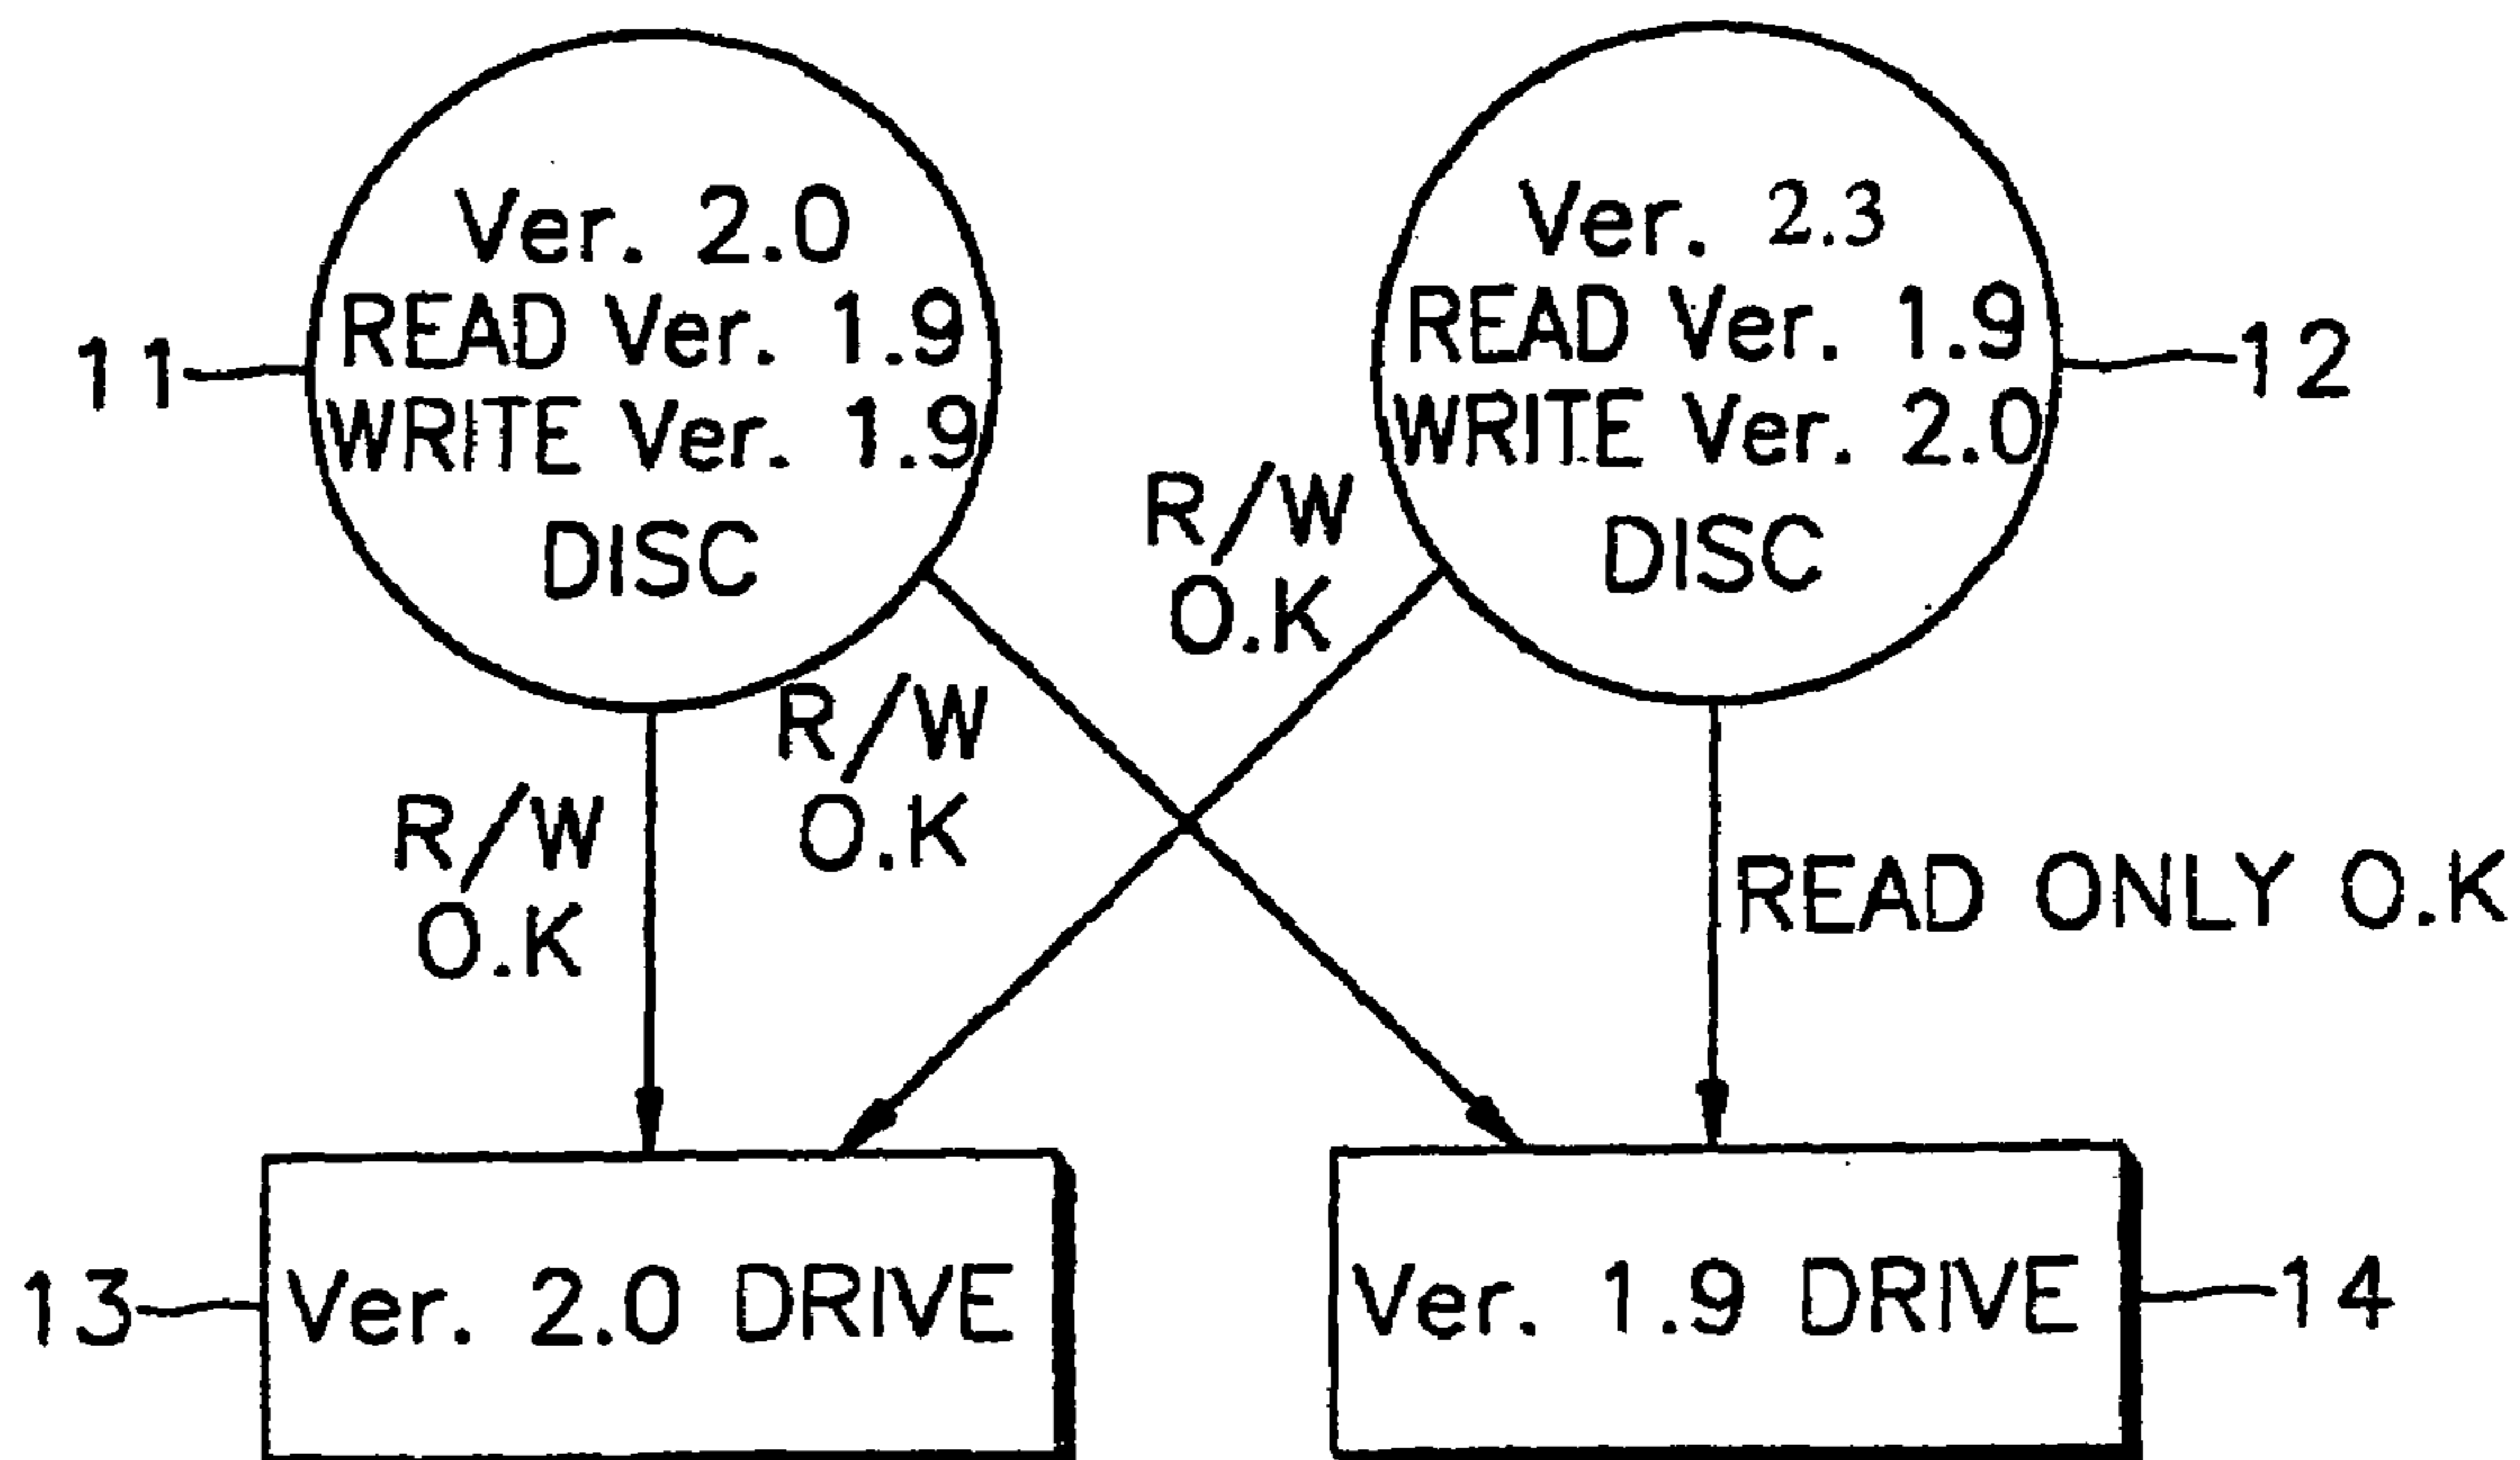 Ver. 2.0
READ Ver. 1.9
WRITE Ver. 1.9
DISC
11
Ver. 2.3
READ Ver. 1.9
WRITE Ver. 2.0
DISC
12
R/W
O.K
R/W
O.K
R/W
O.K
READ ONLY O.K
13
Ver. 2.0 DRIVE
Ver. 1.9 DRIVE
14